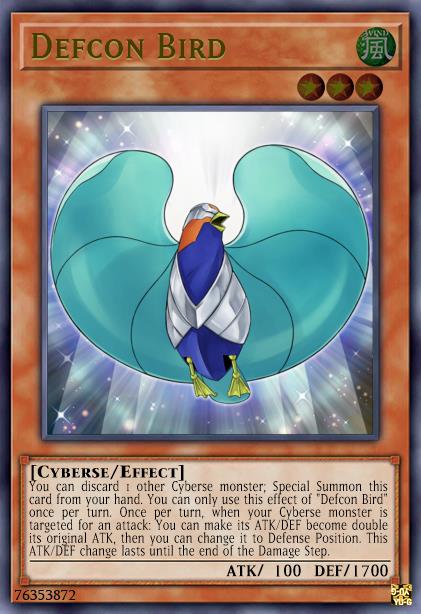 DEFCON BIRD
WIND
風
[CYBERSE/EFFECT]
You can discard 1 other Cyberse monster; Special Summon this
card from your hand. You can only use this effect of "Defcon Bird"
once per turn. Once per turn, when your Cyberse monster is
targeted for an attack: You can make its ATK/DEF become double
its original ATK, then you can change it to Defense Position. This
ATK/DEF change lasts until the end of the Damage Step.
ATK/ 100 DEF/1700
76353872